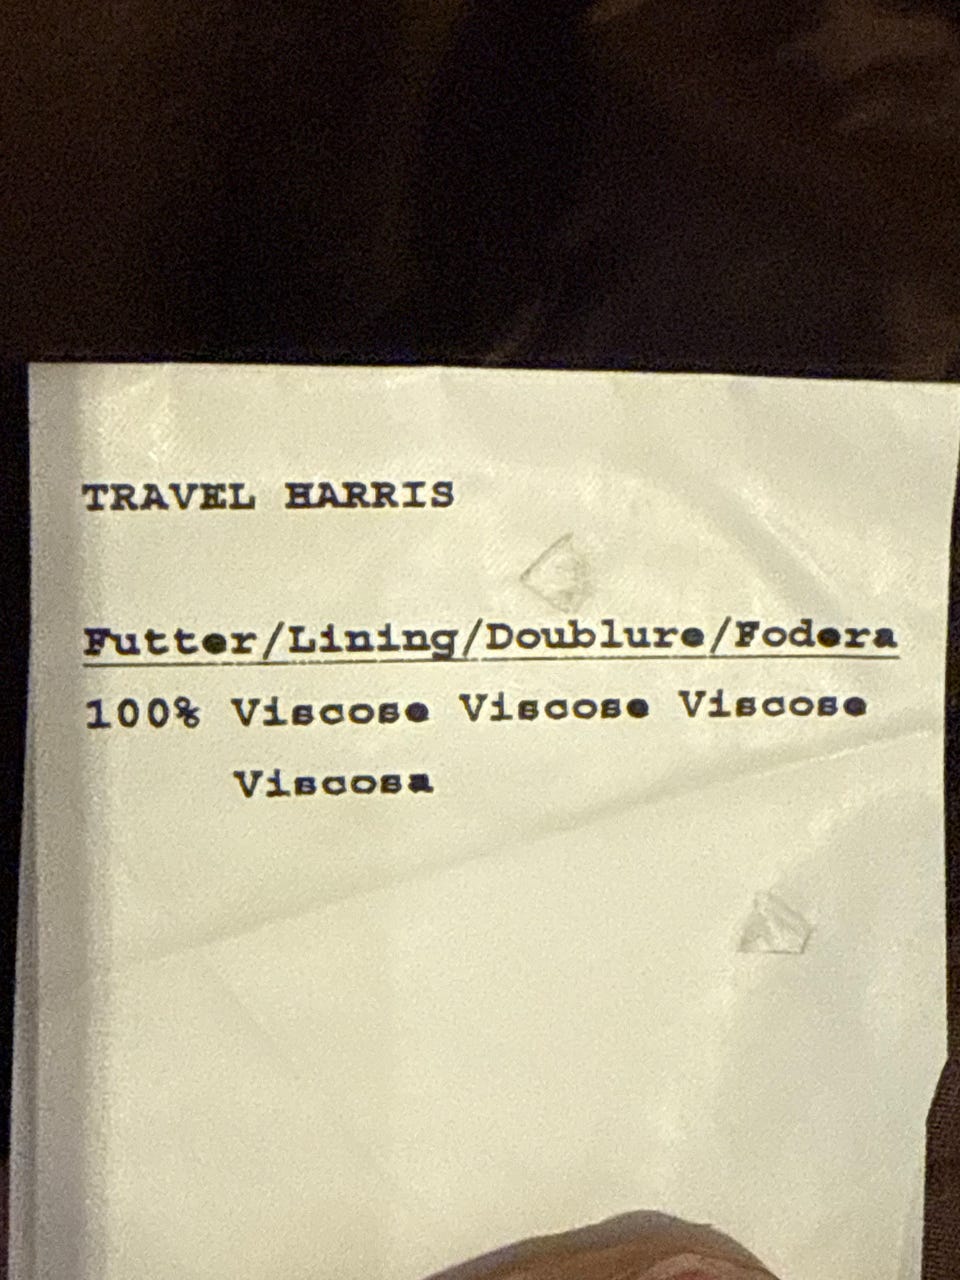 TRAVEL HARRIS
Futter/Lining/Doublure/Fodera
100% Viscose Viscose Viscose
Viscosa